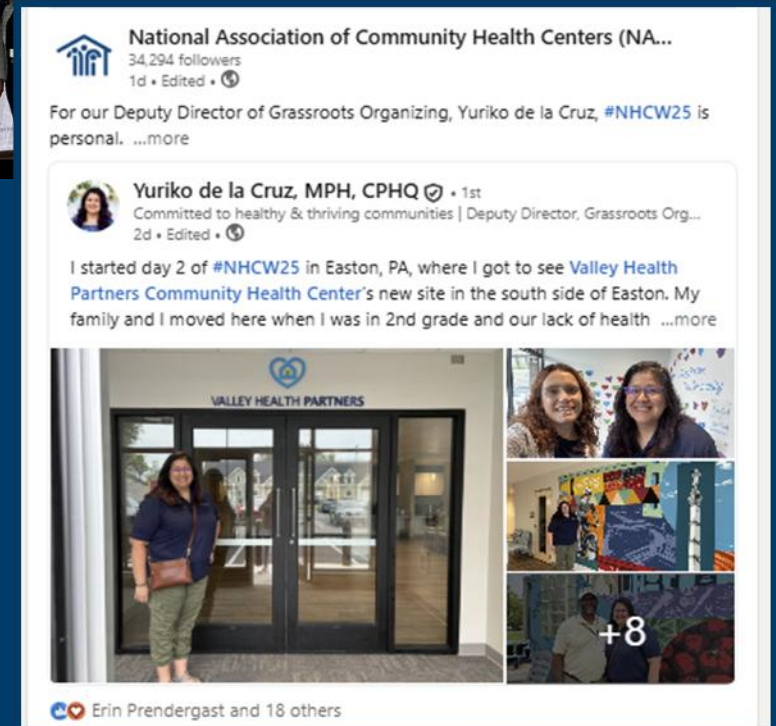 National Association of Community Health Centers (NA...
34,294 followers
1d • Edited •
For our Deputy Director of Grassroots Organizing, Yuriko de la Cruz, #NHCW25 is
personal. ...more
Yuriko de la Cruz, MPH, CPHQ • 1st
Committed to healthy & thriving communities | Deputy Director, Grassroots Org...
2d • Edited •
I started day 2 of #NHCW25 in Easton, PA, where I got to see Valley Health
Partners Community Health Center's new site in the south side of Easton. My
family and I moved here when I was in 2nd grade and our lack of health ...more
VALLEY HEALTH PARTNERS
+8
Erin Prendergast and 18 others